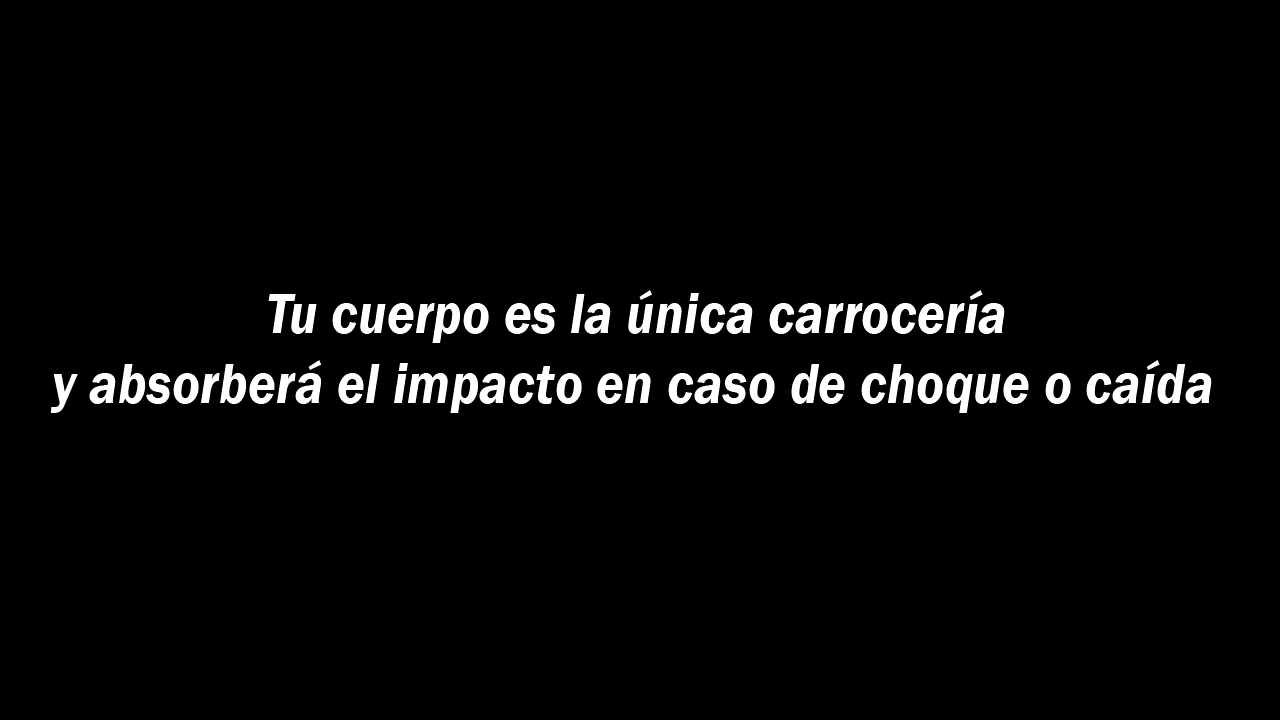 Tu cuerpo es la única carrocería
y absorberá el impacto en caso de choque o caída